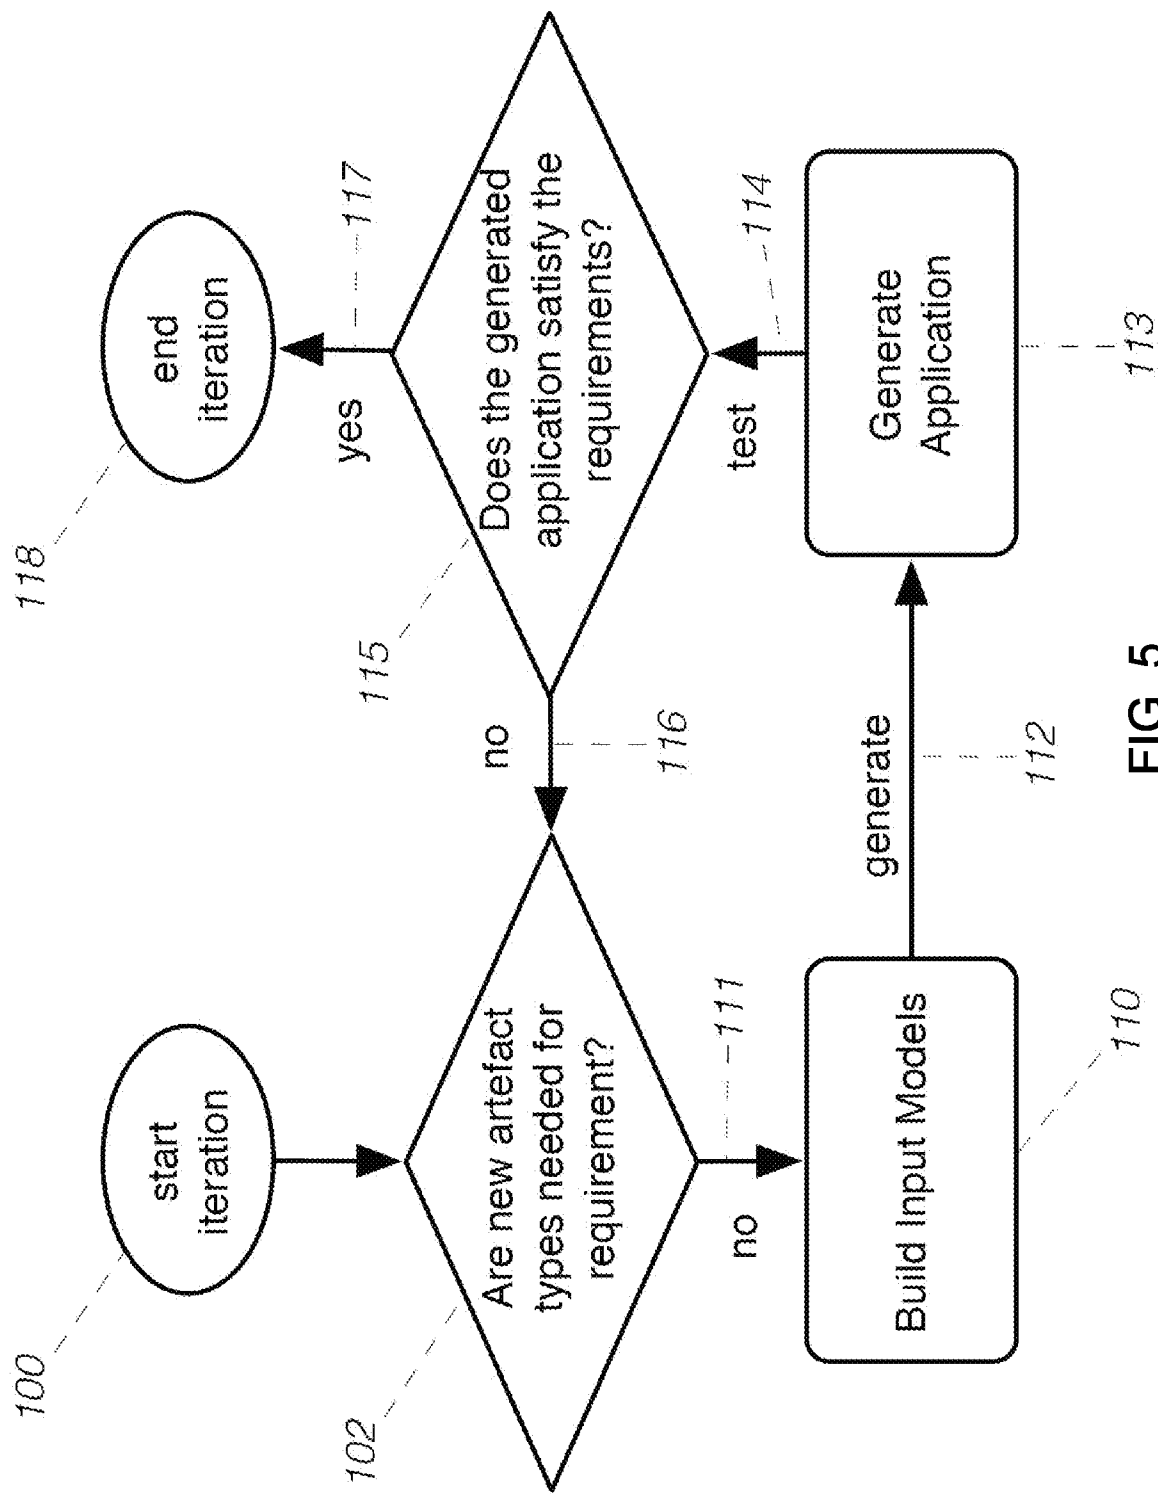 100
start
iteration
118
end
iteration
102
Are new artefact
types needed for
requirement?
no
116
115
Does the generated
application satisfy the
requirements?
yes
117
no
111
test
114
Build Input Models
110
generate
112
Generate
Application
113
FIG. 5